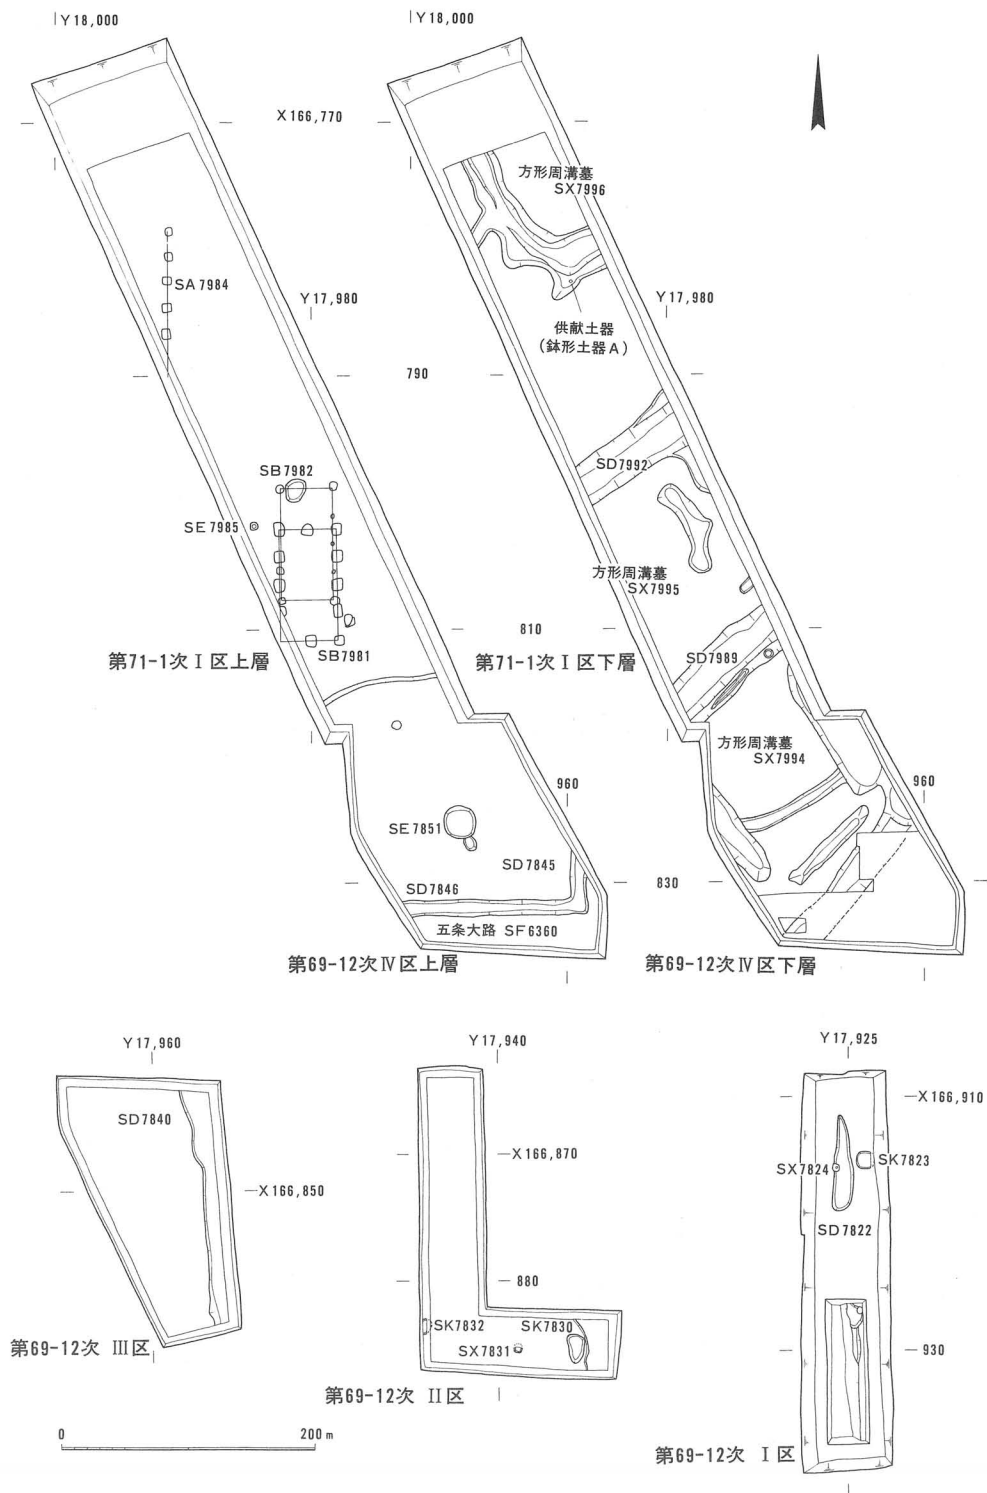 Y18,000
Y18,000
X166,770
方形周溝墓
SX7996
SA7984
Y17,980
Y17,980
供献土器
(鉢形土器A)
790
SB7982
SD7992
SE7985
方形周溝墓
SX7995
810
第71-1次 I 区上層
SB7981
第71-1次 I 区下層
SD7989
方形周溝墓
SX7994
960
960
SE7851
SD7845
SD7846
830
五条大路 SF6360
第69-12次Ⅳ区上層
第69-12次Ⅳ区下層
Y17,960
Y17,940
Y17,925
SD7840
X166,850
X166,870
X166,910
SX7824
SK7823
SD7822
880
SK7832
SK7830
SX7831
930
第69-12次 Ⅲ区
第69-12次 Ⅱ区
第69-12次 Ⅰ区
0
200m